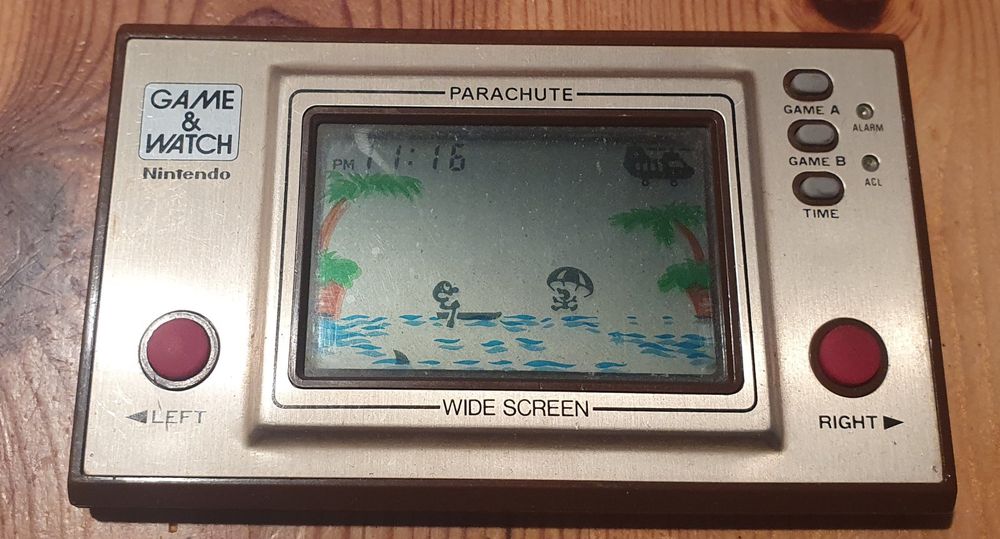 GAME
&
WATCH
Nintendo
PARACHUTE
PM 11:16
GAME A
ALARM
GAME B
ACL
TIME
◄LEFT
WIDE SCREEN
RIGHT►